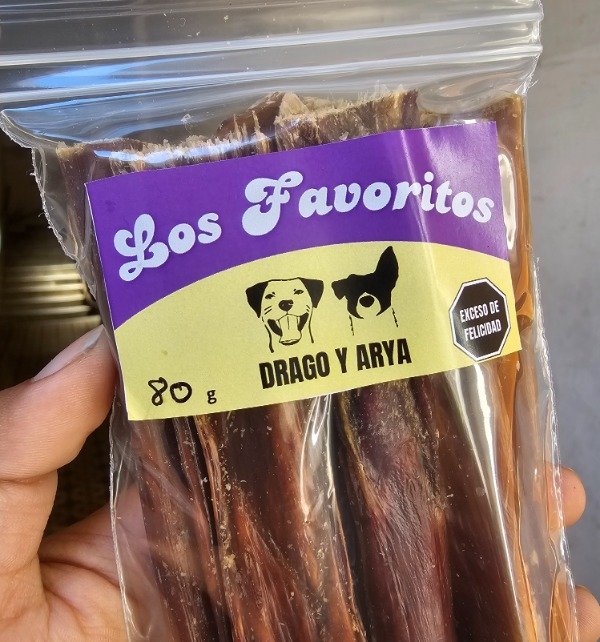 Los Favoritos
EXCESO DE
FELICIDAD
DRAGO Y ARYA
80 g